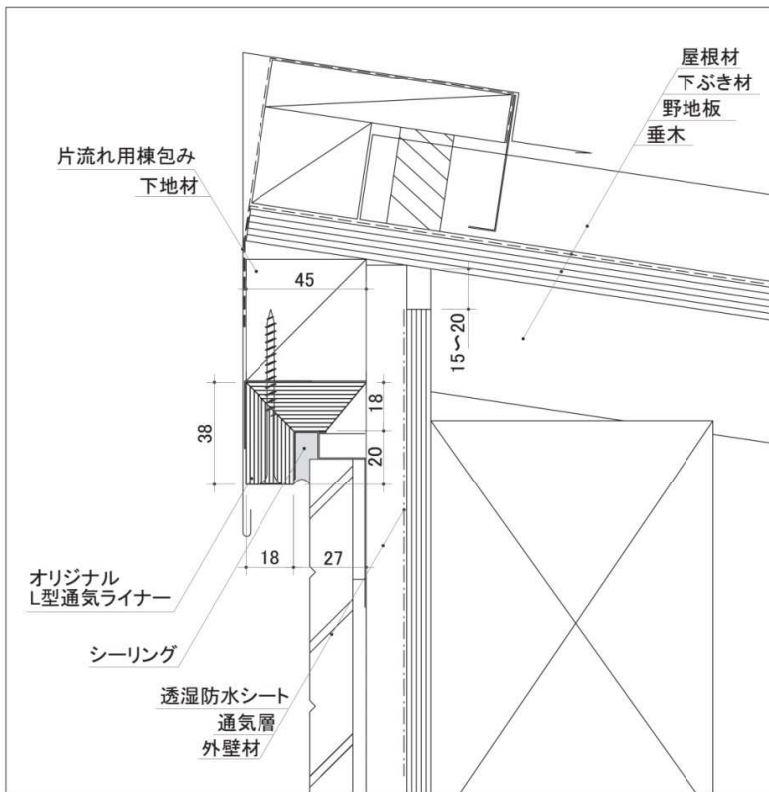 屋根材
下ぶき材
野地板
垂木
片流れ用棟包み
下地材
45
15~20
38
18
20
18
27
オリジナル
L型通気ライナー
シーリング
透湿防水シート
通気層
外壁材